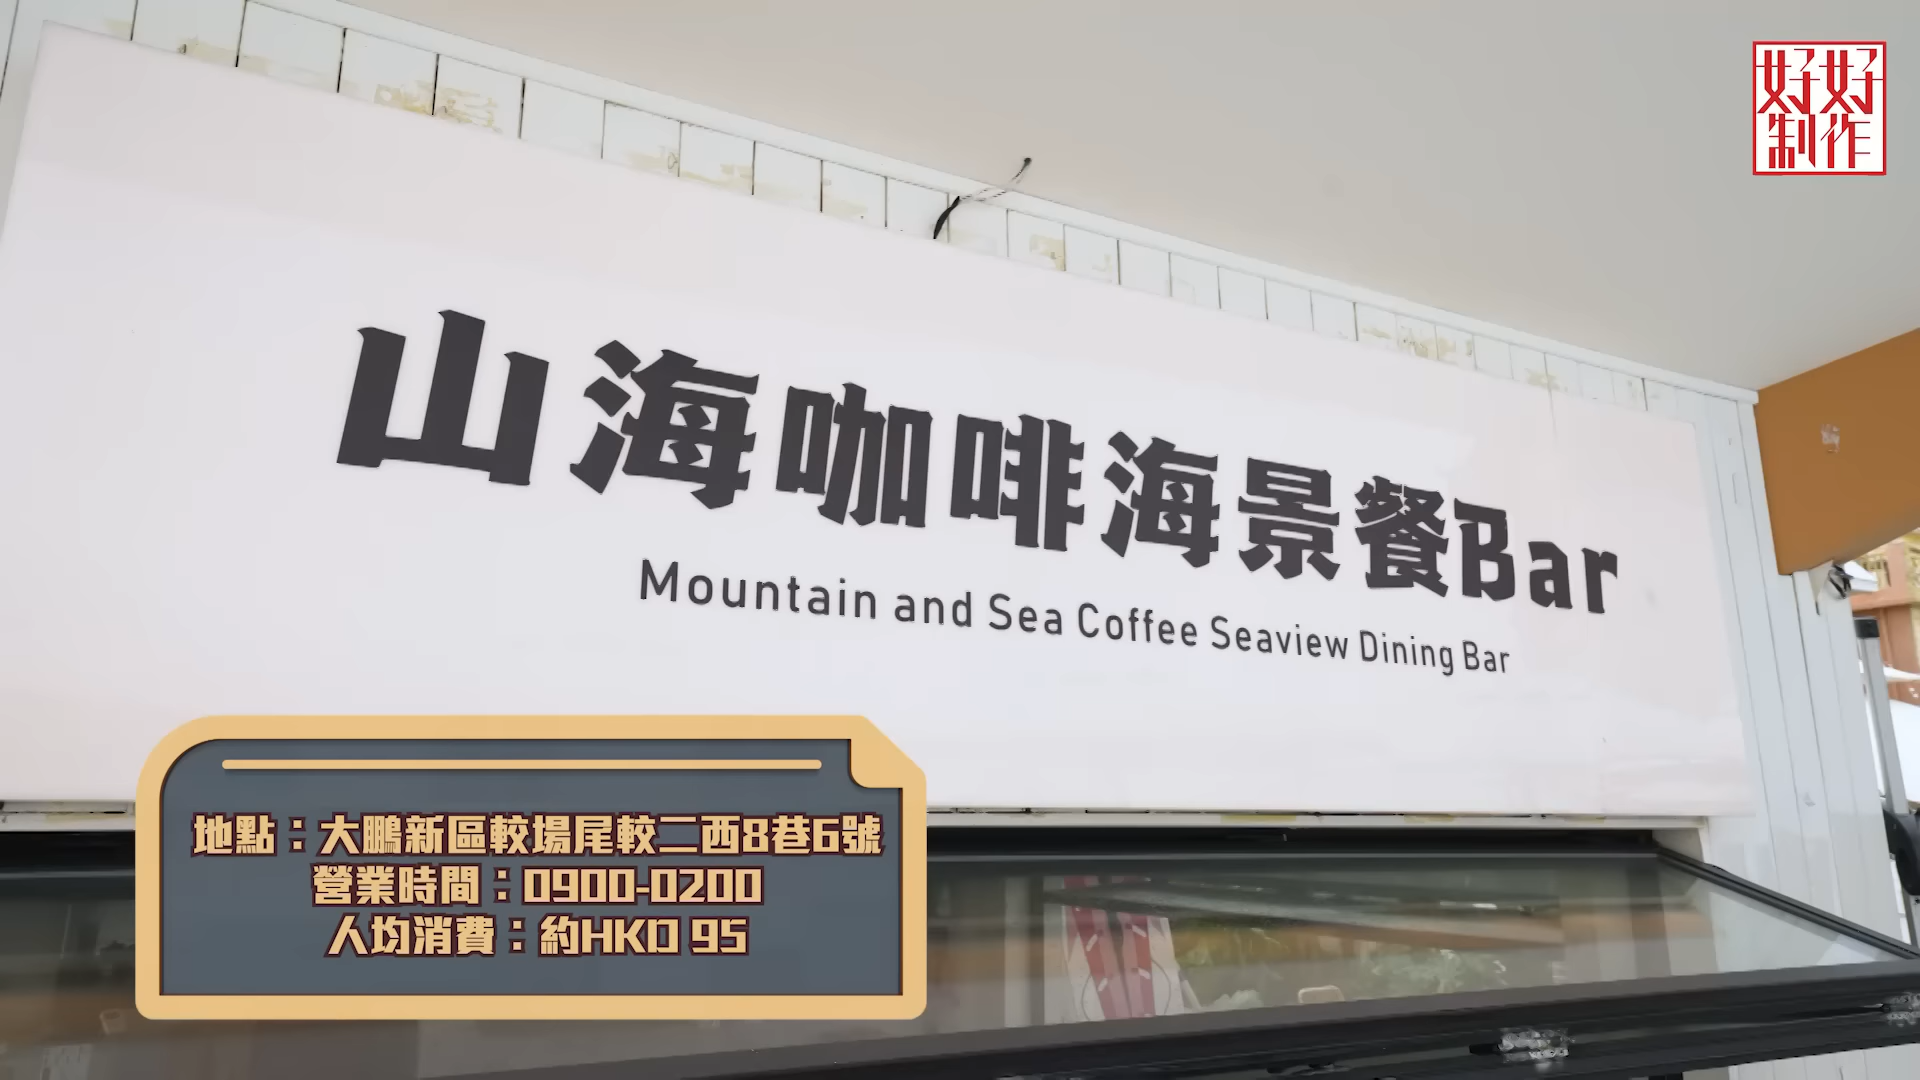 好好
制作
山海咖啡海景餐Bar
Mountain and Sea Coffee Seaview Dining Bar
地點：大鵬新區較場尾較二西8巷6號
營業時間：0900-0200
人均消費：約HKD 95